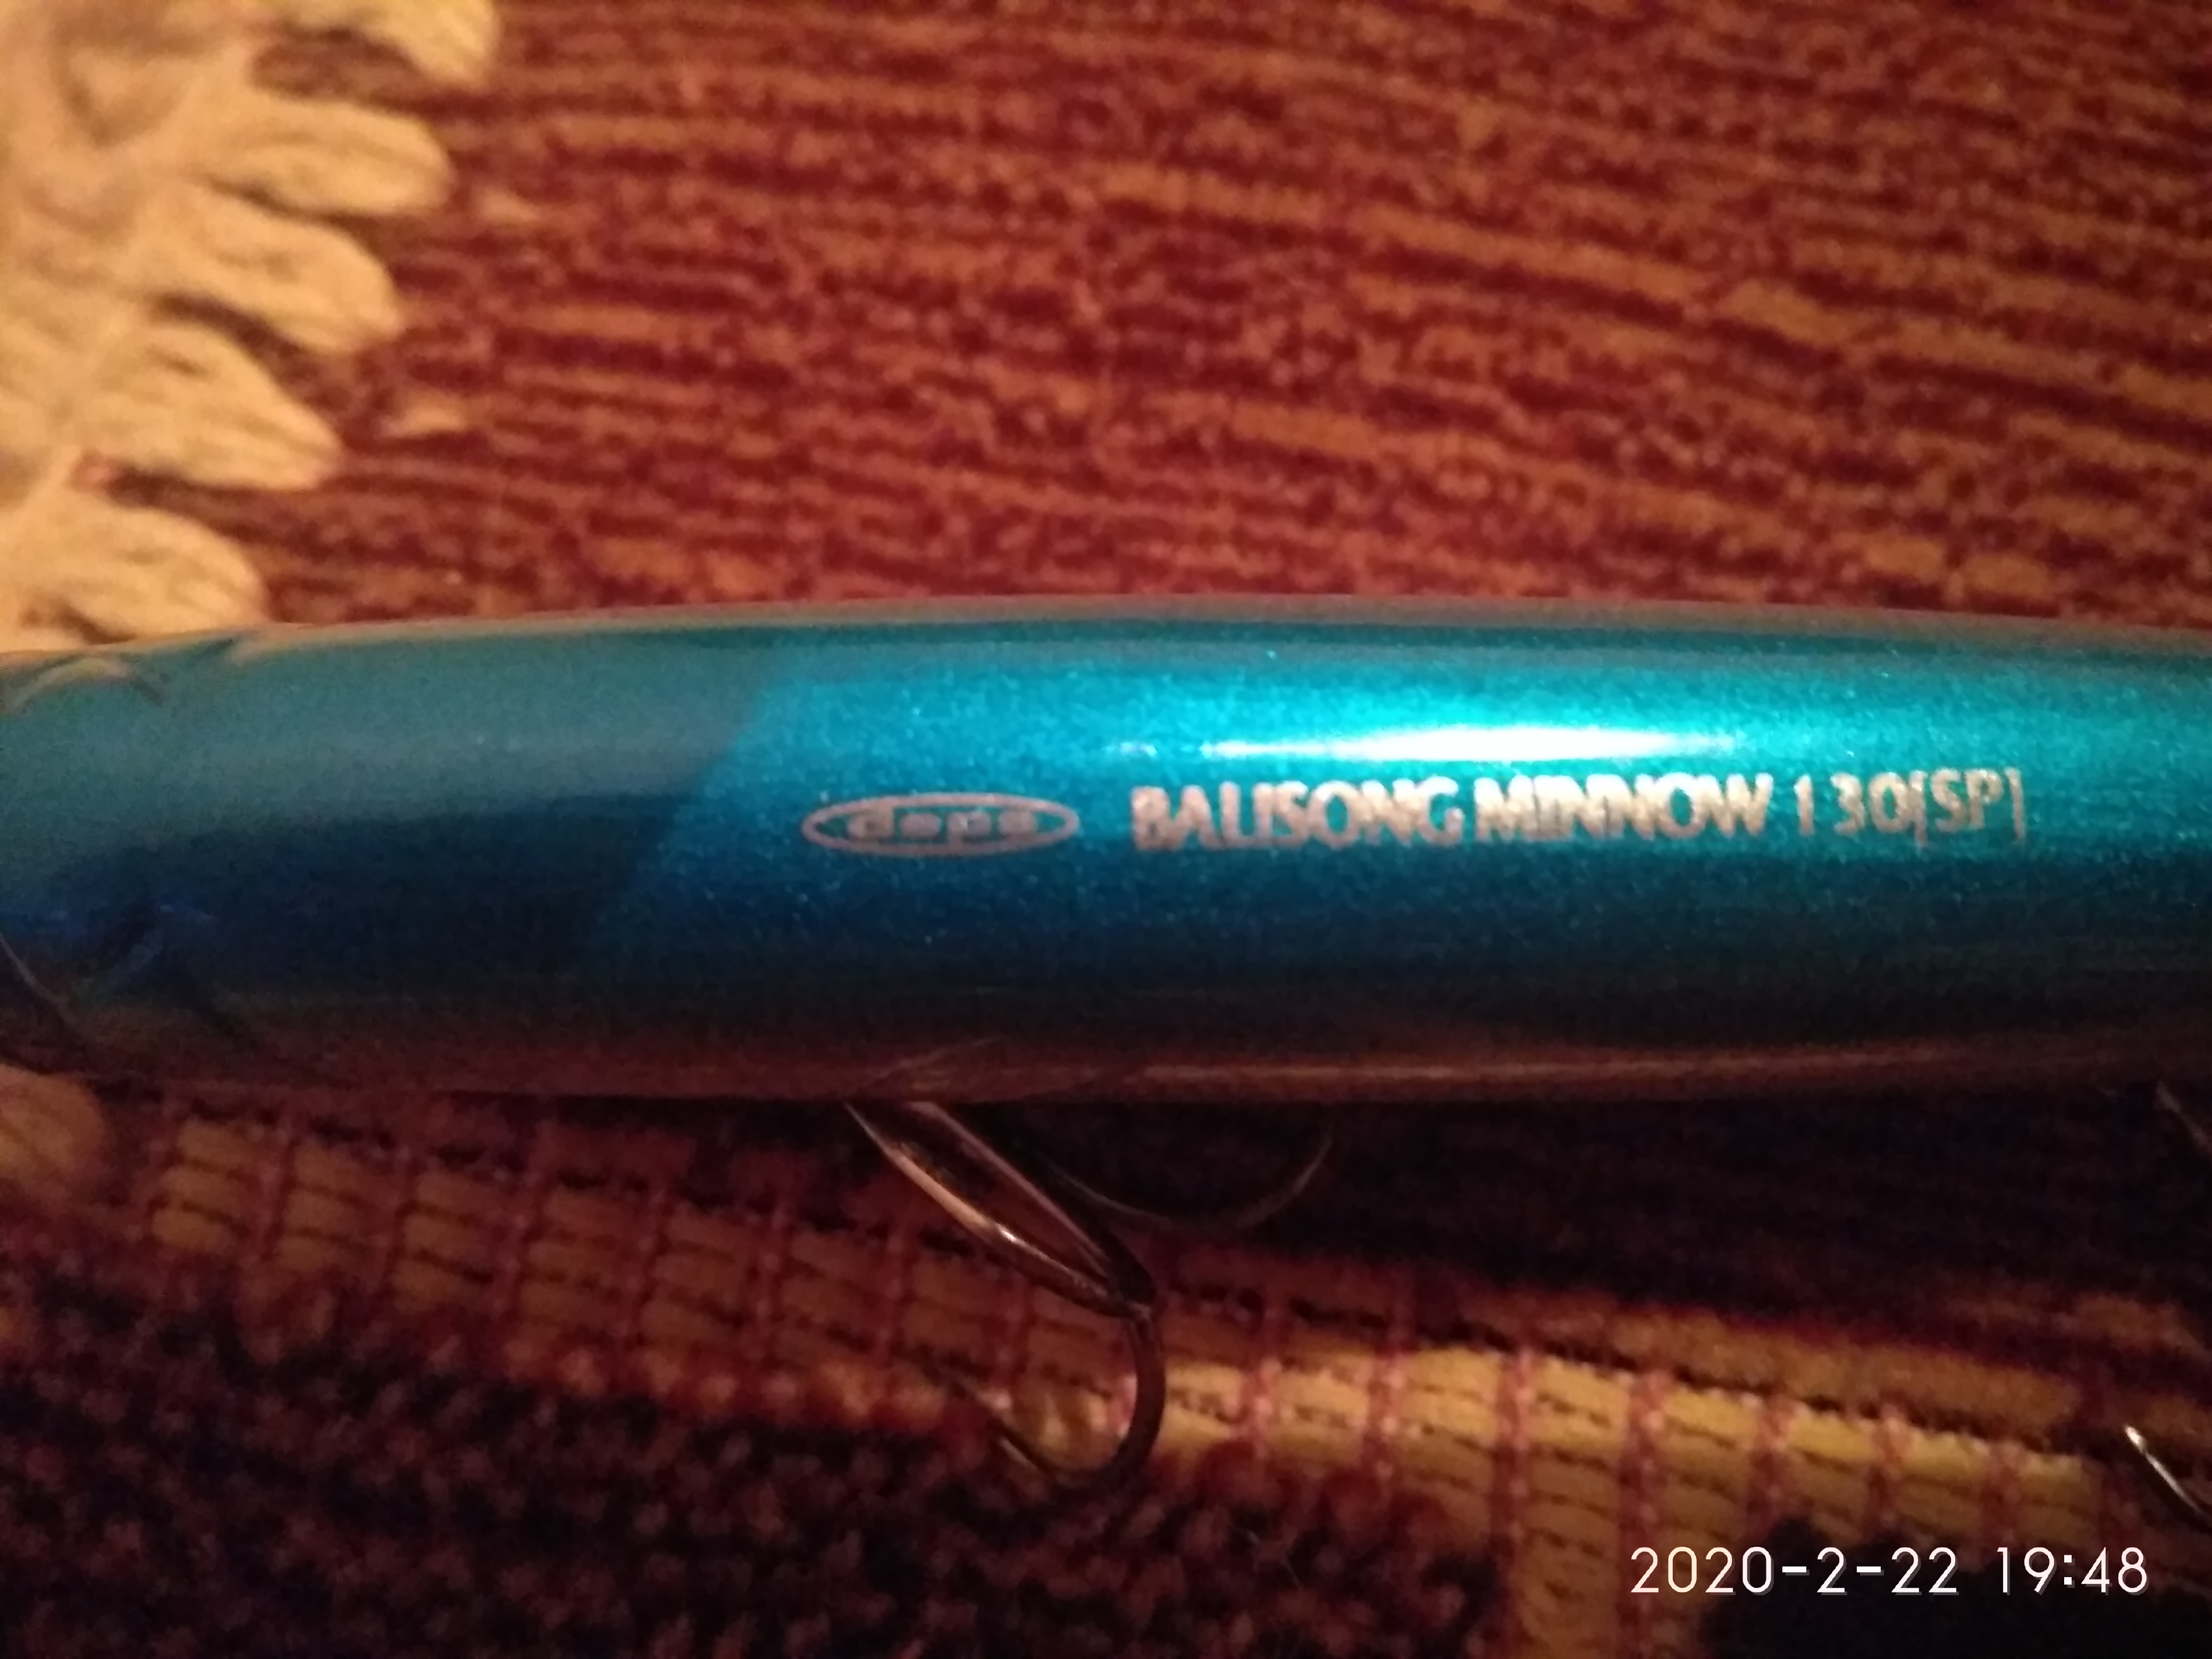 deps BALISONG MINNOW 130[SP]
2020-2-22 19:48